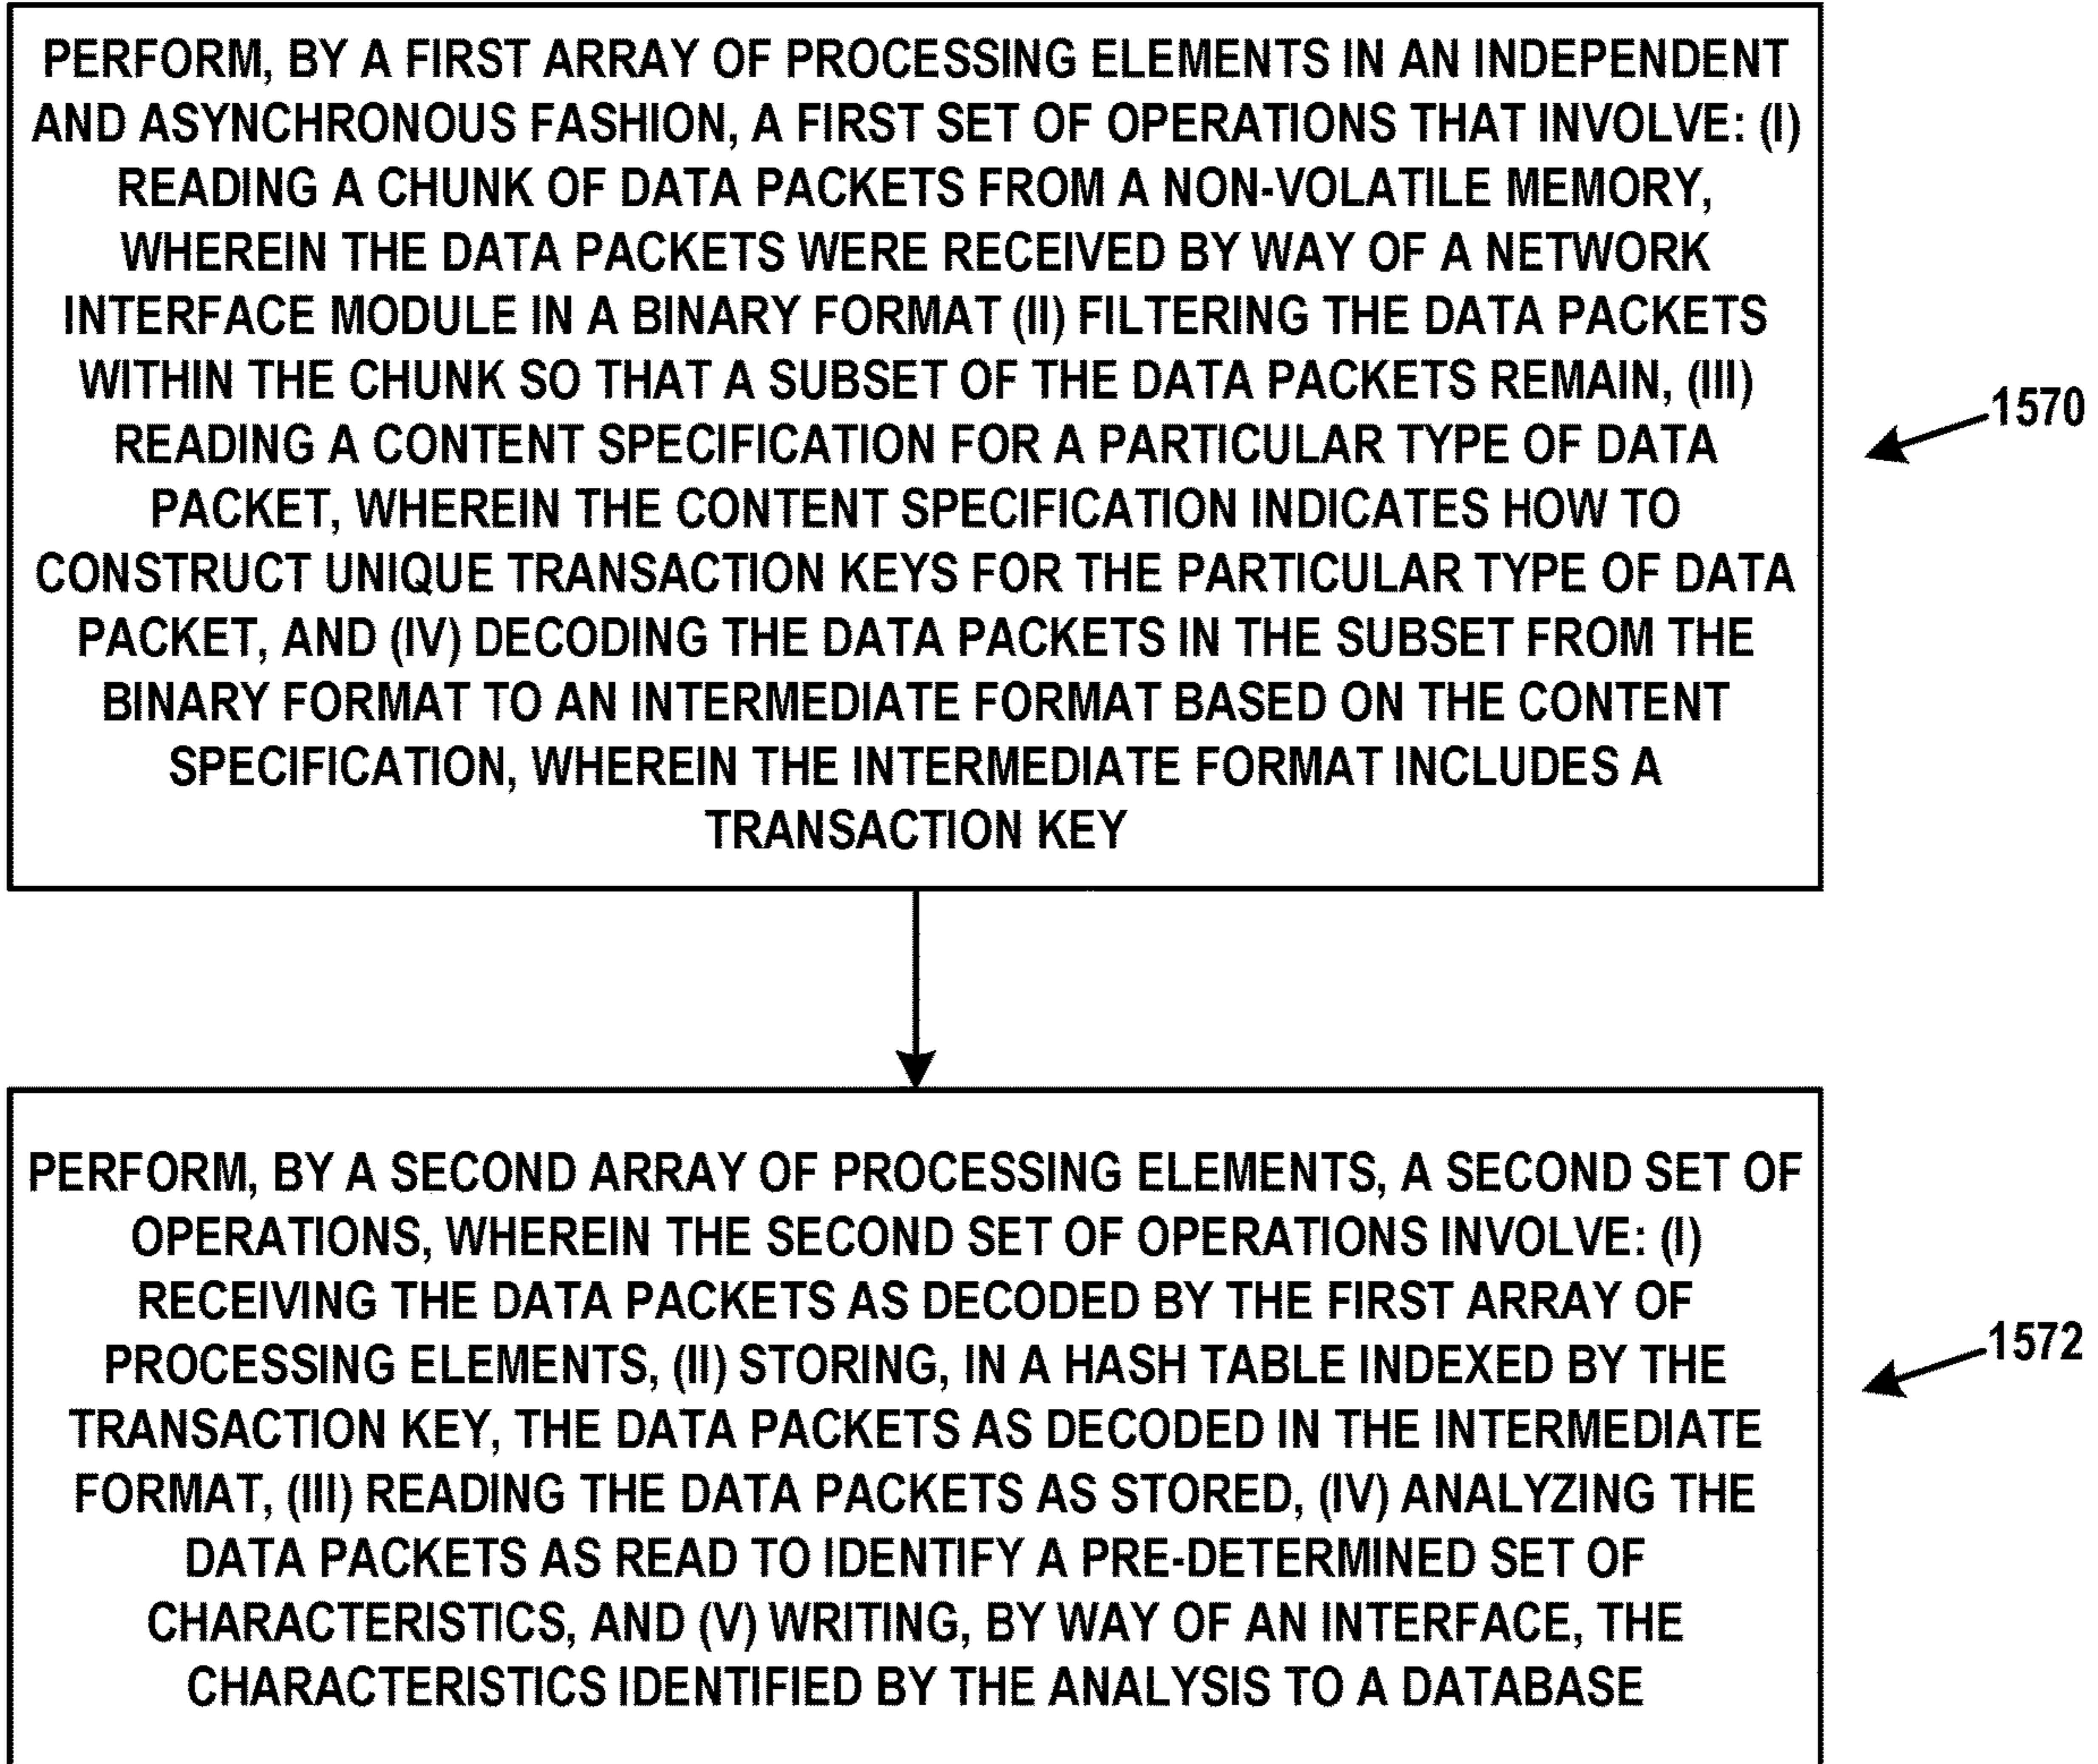 PERFORM, BY A FIRST ARRAY OF PROCESSING ELEMENTS IN AN INDEPENDENT
AND ASYNCHRONOUS FASHION, A FIRST SET OF OPERATIONS THAT INVOLVE: (I)
READING A CHUNK OF DATA PACKETS FROM A NON-VOLATILE MEMORY,
WHEREIN THE DATA PACKETS WERE RECEIVED BY WAY OF A NETWORK
INTERFACE MODULE IN A BINARY FORMAT (II) FILTERING THE DATA PACKETS
WITHIN THE CHUNK SO THAT A SUBSET OF THE DATA PACKETS REMAIN, (III)
READING A CONTENT SPECIFICATION FOR A PARTICULAR TYPE OF DATA
PACKET, WHEREIN THE CONTENT SPECIFICATION INDICATES HOW TO
CONSTRUCT UNIQUE TRANSACTION KEYS FOR THE PARTICULAR TYPE OF DATA
PACKET, AND (IV) DECODING THE DATA PACKETS IN THE SUBSET FROM THE
BINARY FORMAT TO AN INTERMEDIATE FORMAT BASED ON THE CONTENT
SPECIFICATION, WHEREIN THE INTERMEDIATE FORMAT INCLUDES A
TRANSACTION KEY
1570
PERFORM, BY A SECOND ARRAY OF PROCESSING ELEMENTS, A SECOND SET OF
OPERATIONS, WHEREIN THE SECOND SET OF OPERATIONS INVOLVE: (I)
RECEIVING THE DATA PACKETS AS DECODED BY THE FIRST ARRAY OF
PROCESSING ELEMENTS, (II) STORING, IN A HASH TABLE INDEXED BY THE
TRANSACTION KEY, THE DATA PACKETS AS DECODED IN THE INTERMEDIATE
FORMAT, (III) READING THE DATA PACKETS AS STORED, (IV) ANALYZING THE
DATA PACKETS AS READ TO IDENTIFY A PRE-DETERMINED SET OF
CHARACTERISTICS, AND (V) WRITING, BY WAY OF AN INTERFACE, THE
CHARACTERISTICS IDENTIFIED BY THE ANALYSIS TO A DATABASE
1572